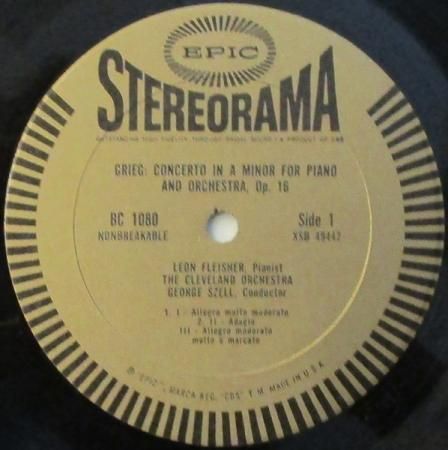 EPIC
STEREORAMA
OUTSTANDING HIGH FIDELITY THROUGH RADIAL SOUND • A PRODUCT OF CBS
GRIEG: CONCERTO IN A MINOR FOR PIANO
AND ORCHESTRA, Op. 16
BC 1080
NONBREAKABLE
Side 1
XSB 49442
LEON FLEISHER, Pianist
THE CLEVELAND ORCHESTRA
GEORGE SZELL, Conductor
1. I - Allegro molto moderato
2. II - Adagio
III - Allegro moderato
molto e marcato
® "EPIC", MARCA REG. "CBS" T.M. MADE IN U.S.A.